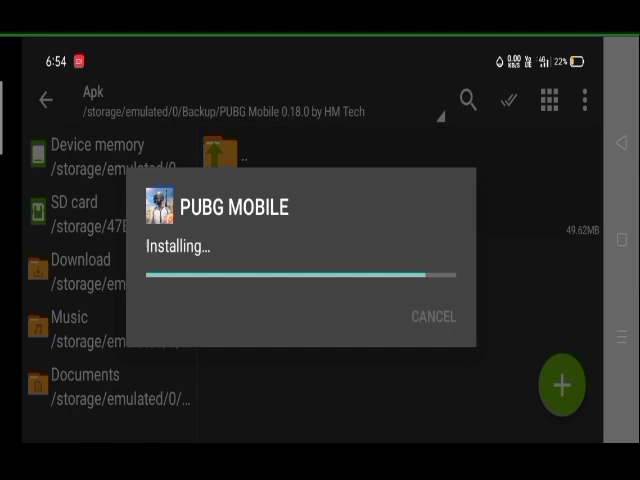 6:54
0.00 KB/S
4G
22%
Apk
/storage/emulated/0/Backup/PUBG Mobile 0.18.0 by HM Tech
Device memory
/storage/emulated/0
..
SD card
/storage/47E
49.62MB
Download
/storage/em
Music
/storage/em
Documents
/storage/emulated/0/...
PUBG MOBILE
Installing...
CANCEL